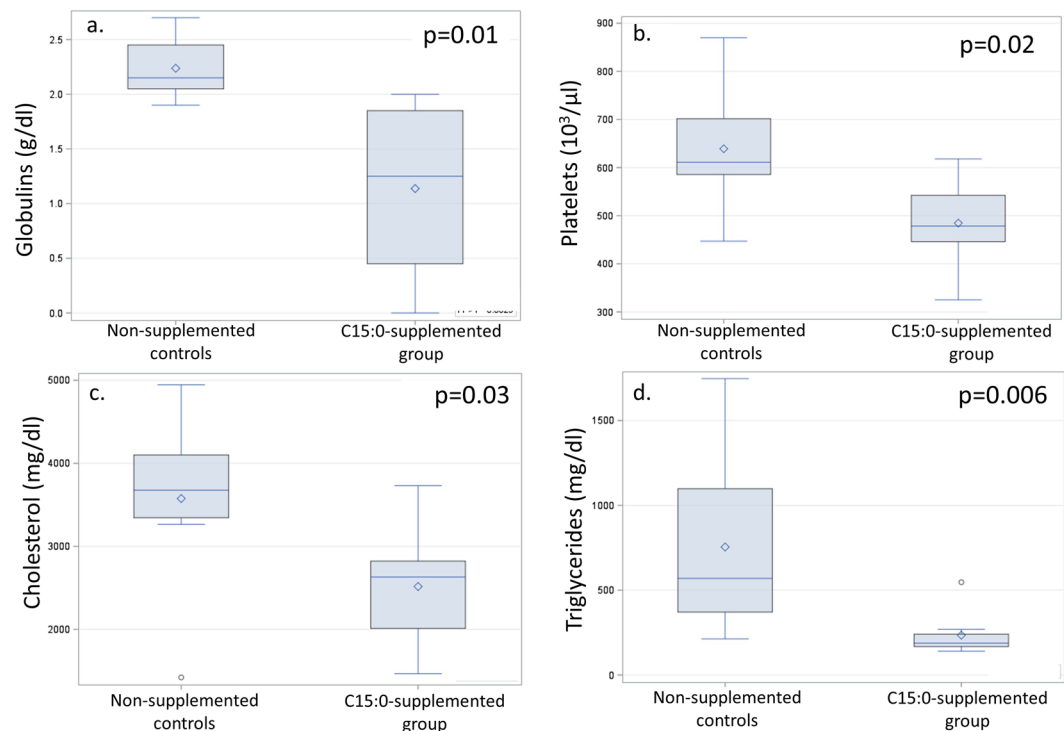 a.
p=0.01
Globulins (g/dl)
2.5
2.0
1.5
1.0
0.5
0.0
Non-supplemented
controls
C15:0-supplemented
group
b.
p=0.02
Platelets (10³/µl)
900
800
700
600
500
400
300
Non-supplemented
controls
C15:0-supplemented
group
c.
p=0.03
Cholesterol (mg/dl)
5000
4000
3000
2000
Non-supplemented
controls
C15:0-supplemented
group
d.
p=0.006
Triglycerides (mg/dl)
1500
1000
500
0
Non-supplemented
controls
C15:0-supplemented
group